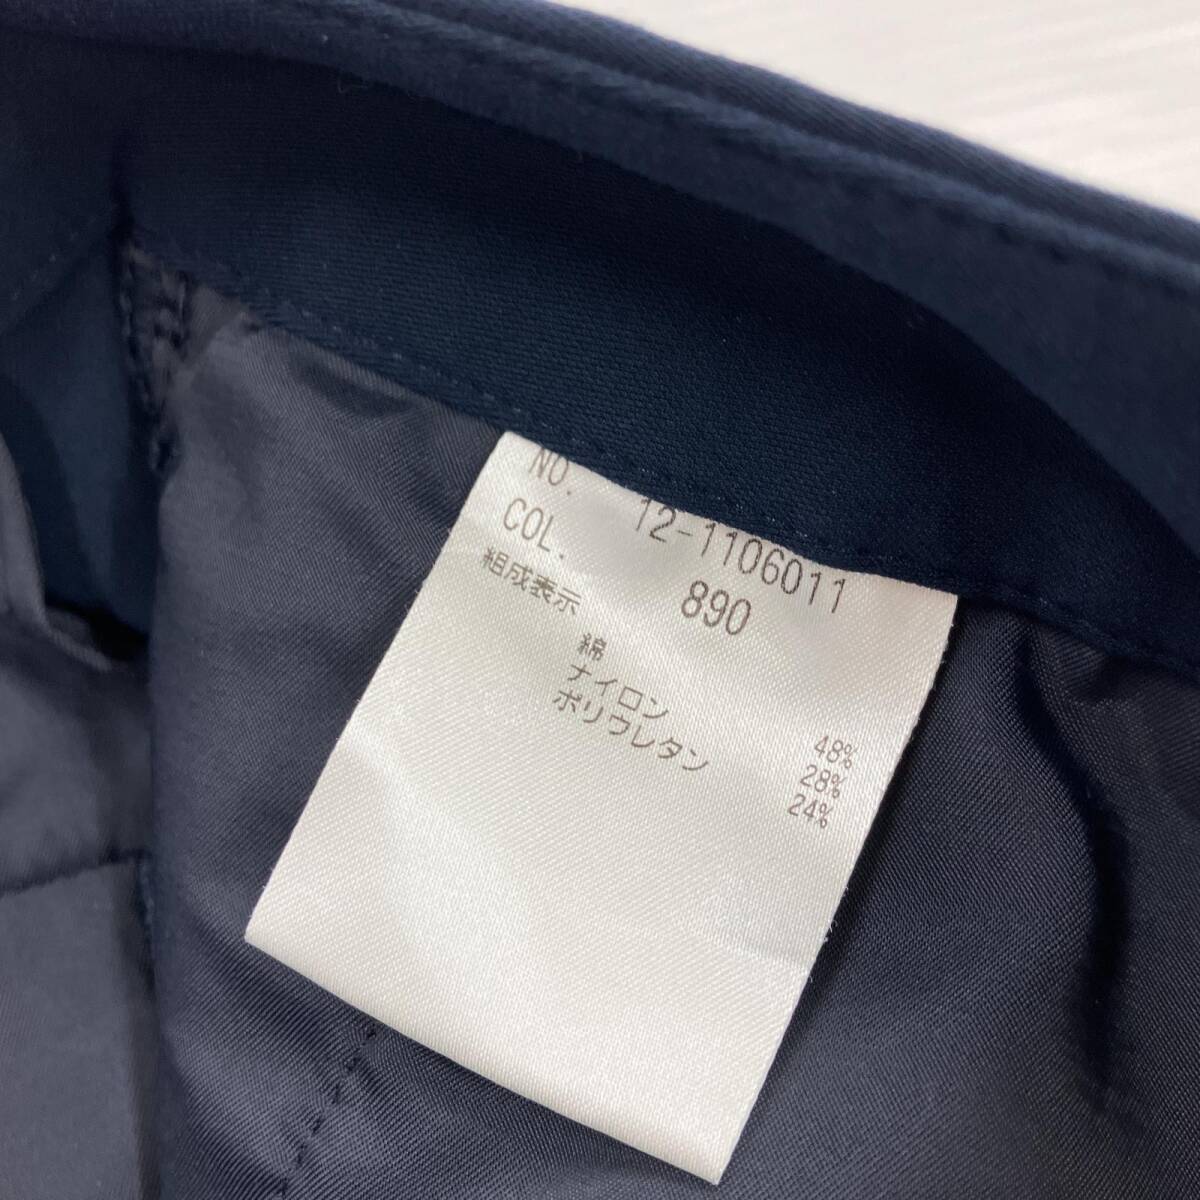 NO. 12-1106011
COL. 890
組成表示
綿 48%
ナイロン 28%
ポリウレタン 24%